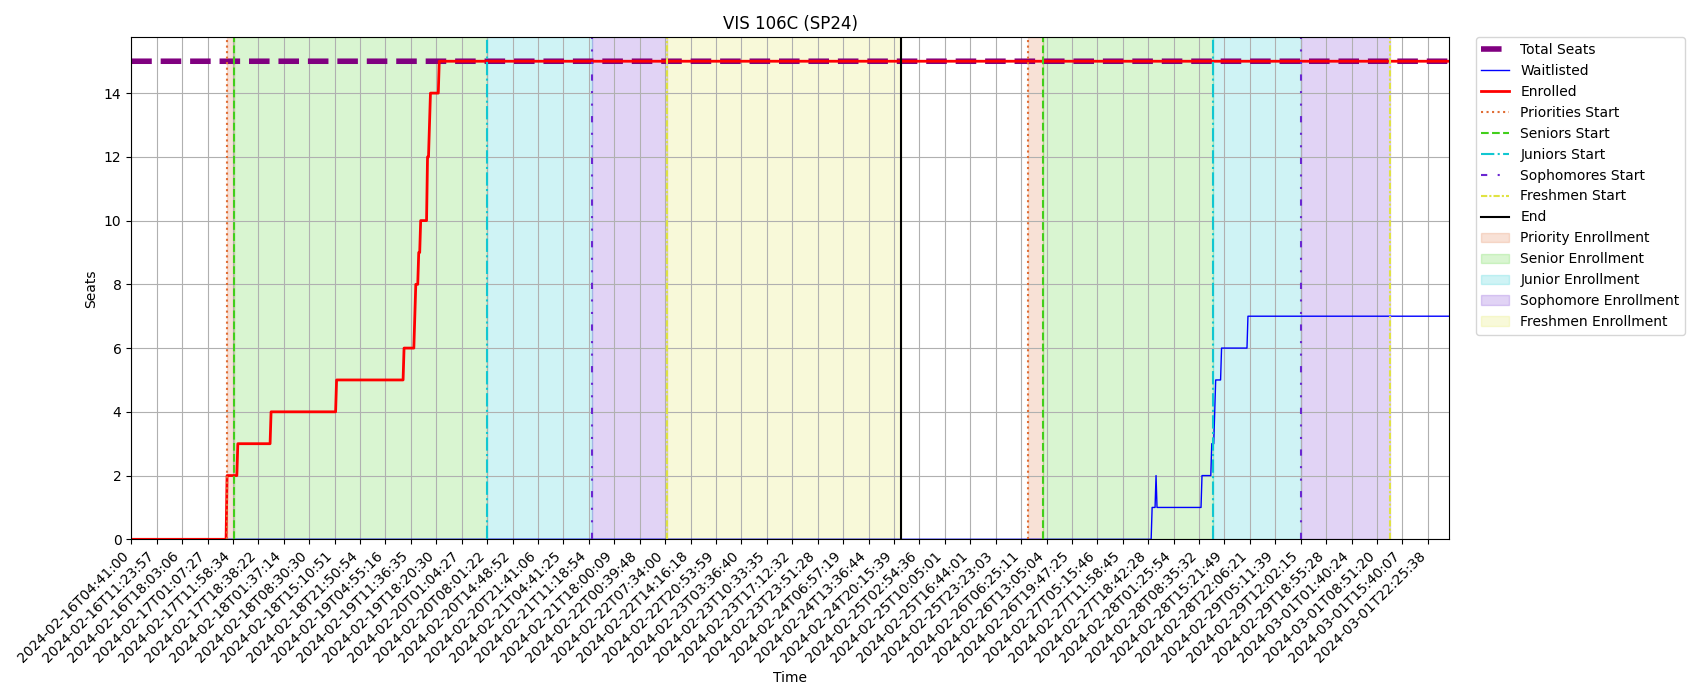 VIS 106C (SP24)
Seats
14
12
10
8
6
4
2
0
2024-02-16T04:41:00
2024-02-16T11:23:57
2024-02-16T18:03:06
2024-02-17T01:07:27
2024-02-17T11:58:34
2024-02-17T18:38:22
2024-02-18T01:37:14
2024-02-18T08:30:30
2024-02-18T15:10:51
2024-02-18T21:50:54
2024-02-19T04:55:16
2024-02-19T11:36:35
2024-02-19T18:20:30
2024-02-20T01:04:27
2024-02-20T08:01:22
2024-02-20T14:48:52
2024-02-20T21:41:06
2024-02-21T04:41:25
2024-02-21T11:18:54
2024-02-21T18:00:09
2024-02-22T00:39:48
2024-02-22T07:34:00
2024-02-22T14:16:18
2024-02-22T20:53:59
2024-02-23T03:36:40
2024-02-23T10:33:35
2024-02-23T17:12:32
2024-02-23T23:51:28
2024-02-24T06:57:19
2024-02-24T13:36:44
2024-02-24T20:15:39
2024-02-25T02:54:36
2024-02-25T10:05:01
2024-02-25T16:44:01
2024-02-25T23:23:03
2024-02-26T06:25:11
2024-02-26T13:05:04
2024-02-26T19:47:25
2024-02-27T05:15:46
2024-02-27T11:58:45
2024-02-27T18:42:28
2024-02-28T01:25:54
2024-02-28T08:35:32
2024-02-28T15:21:49
2024-02-28T22:06:21
2024-02-29T05:11:39
2024-02-29T12:02:15
2024-02-29T18:55:28
2024-03-01T01:40:24
2024-03-01T08:51:20
2024-03-01T15:40:07
2024-03-01T22:25:38
Time
Total Seats
Waitlisted
Enrolled
Priorities Start
Seniors Start
Juniors Start
Sophomores Start
Freshmen Start
End
Priority Enrollment
Senior Enrollment
Junior Enrollment
Sophomore Enrollment
Freshmen Enrollment